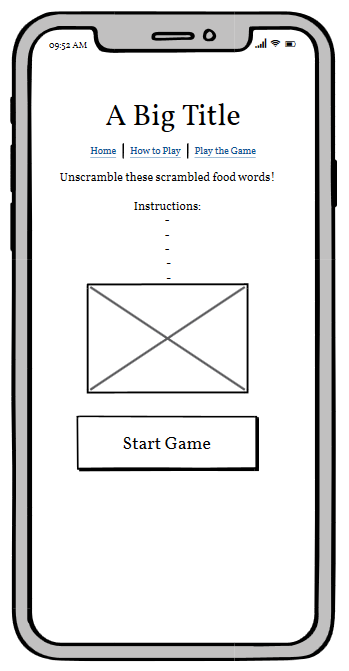 09:52 AM
A Big Title
Home | How to Play | Play the Game
Unscramble these scrambled food words!
Instructions:
-
-
-
-
-
Start Game